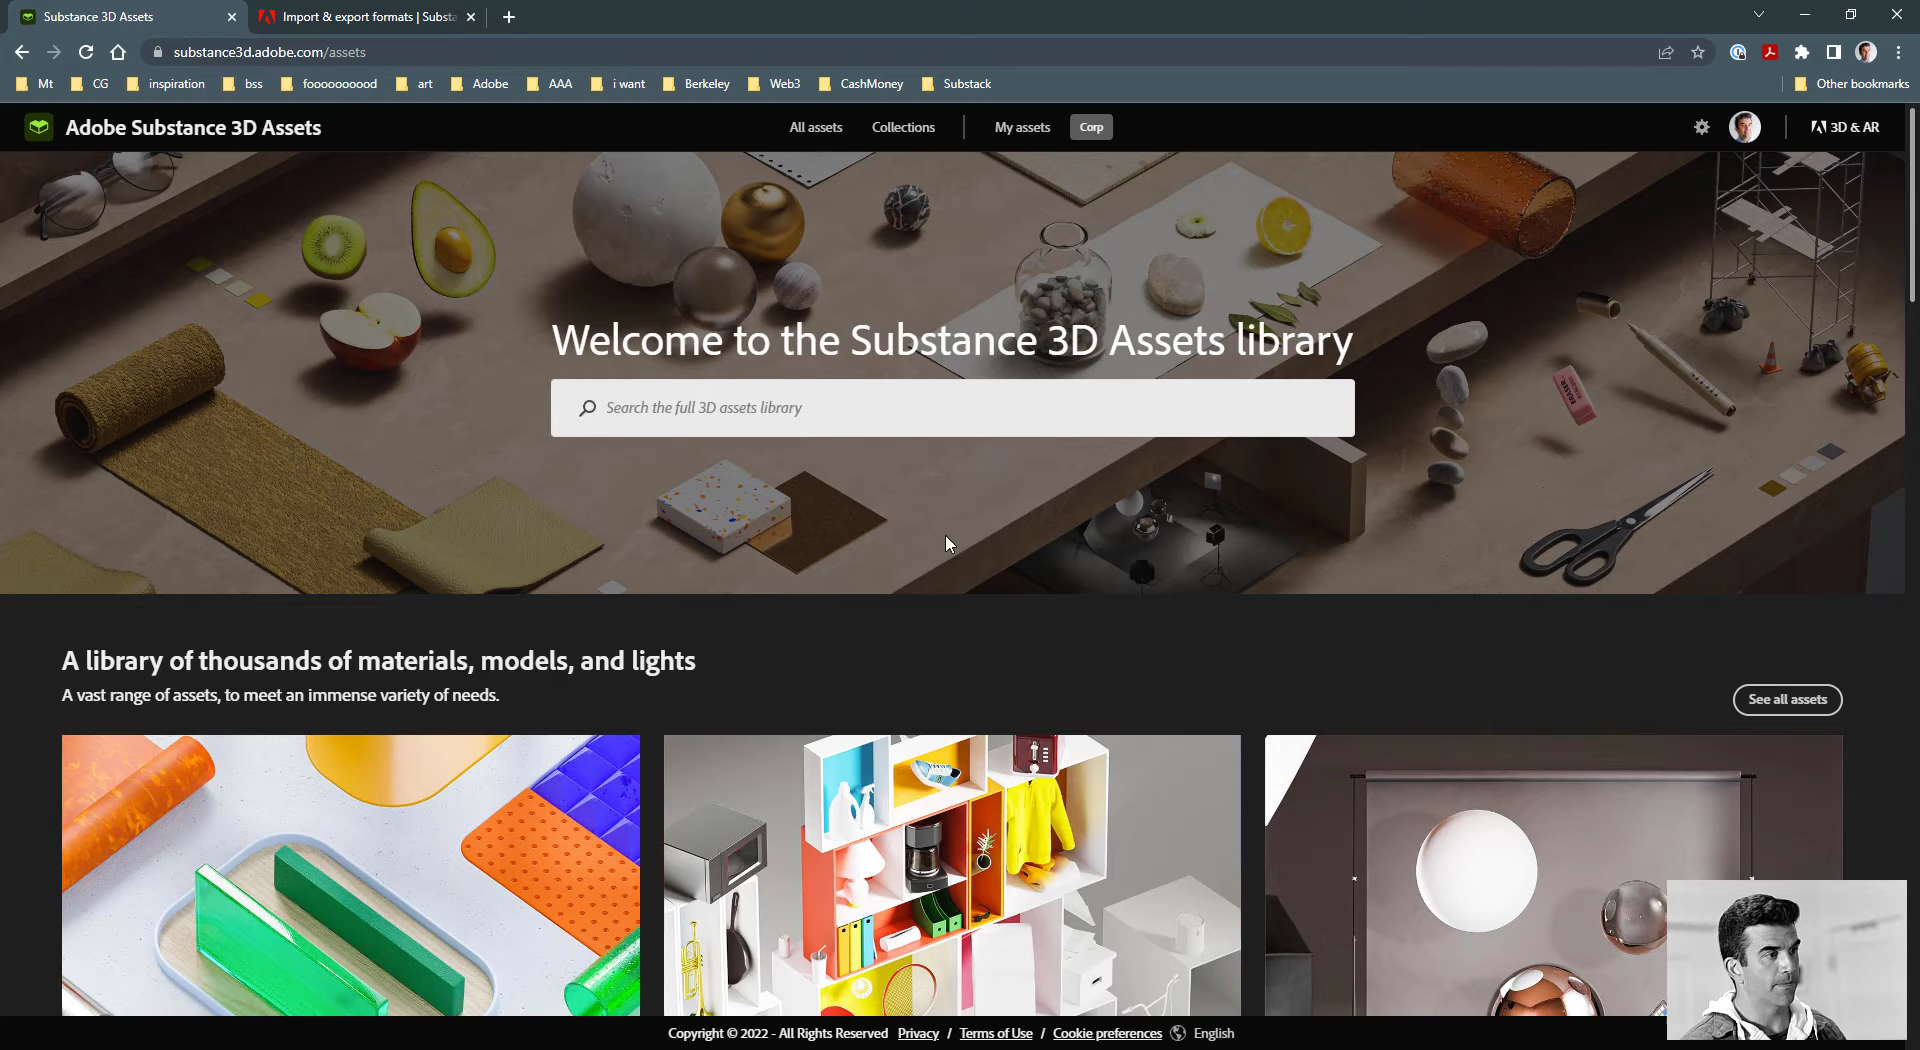 Substance 3D Assets
Import & export formats | Substa
substance3d.adobe.com/assets
Mt
CG
inspiration
bss
fooooooooood
art
Adobe
AAA
i want
Berkeley
Web3
CashMoney
Substack
Other bookmarks
Adobe Substance 3D Assets
All assets
Collections
My assets
Corp
3D & AR
ERASER
Welcome to the Substance 3D Assets library
Search the full 3D assets library
A library of thousands of materials, models, and lights
A vast range of assets, to meet an immense variety of needs.
See all assets
Copyright © 2022 - All Rights Reserved Privacy / Terms of Use / Cookie preferences English